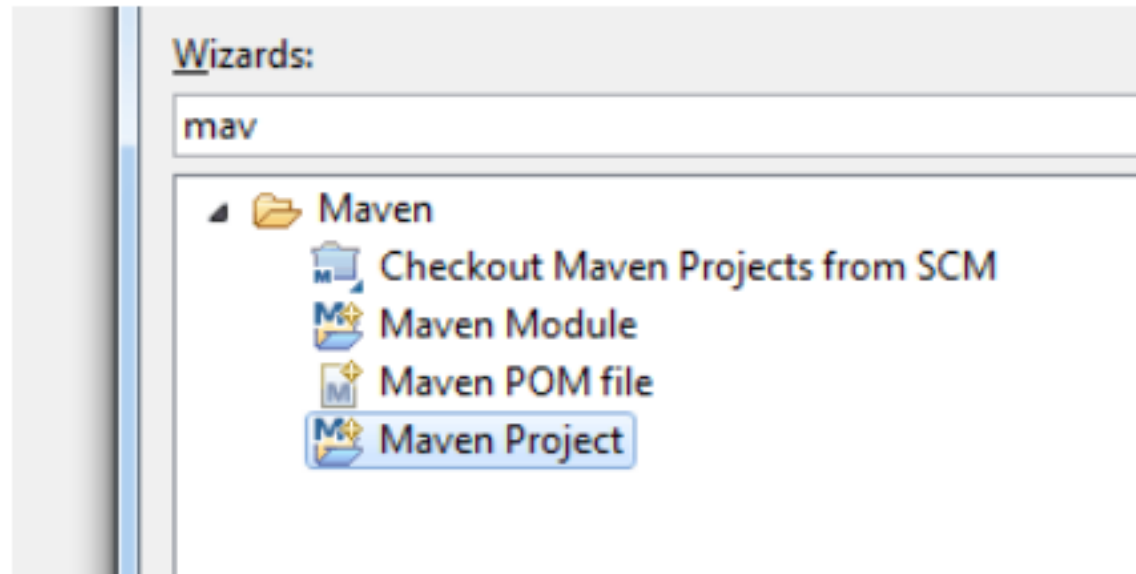 Wizards:
mav
Maven
Checkout Maven Projects from SCM
Maven Module
Maven POM file
Maven Project